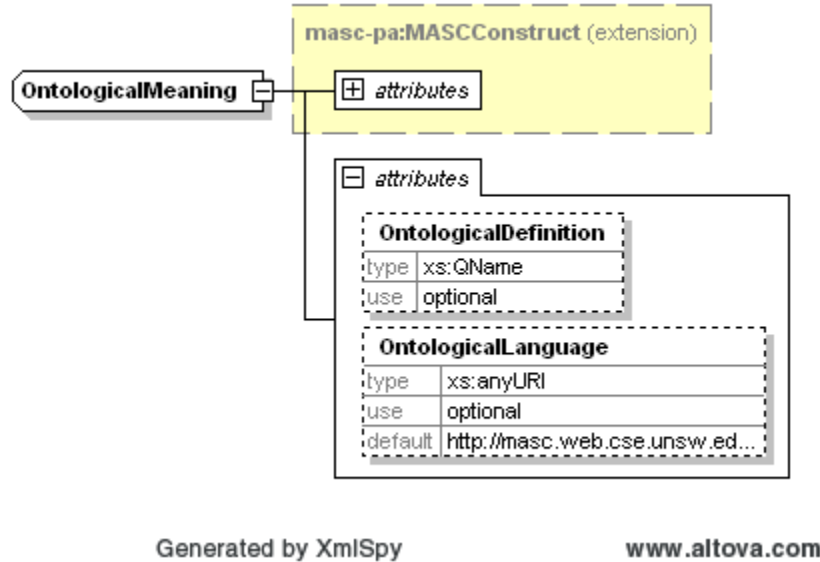 masc-pa:MASCConstruct (extension)
OntologicalMeaning
attributes
attributes
OntologicalDefinition
type xs:QName
use optional
OntologicalLanguage
type xs:anyURI
use optional
default http://masc.web.cse.unsw.ed...
Generated by XmlSpy www.altova.com